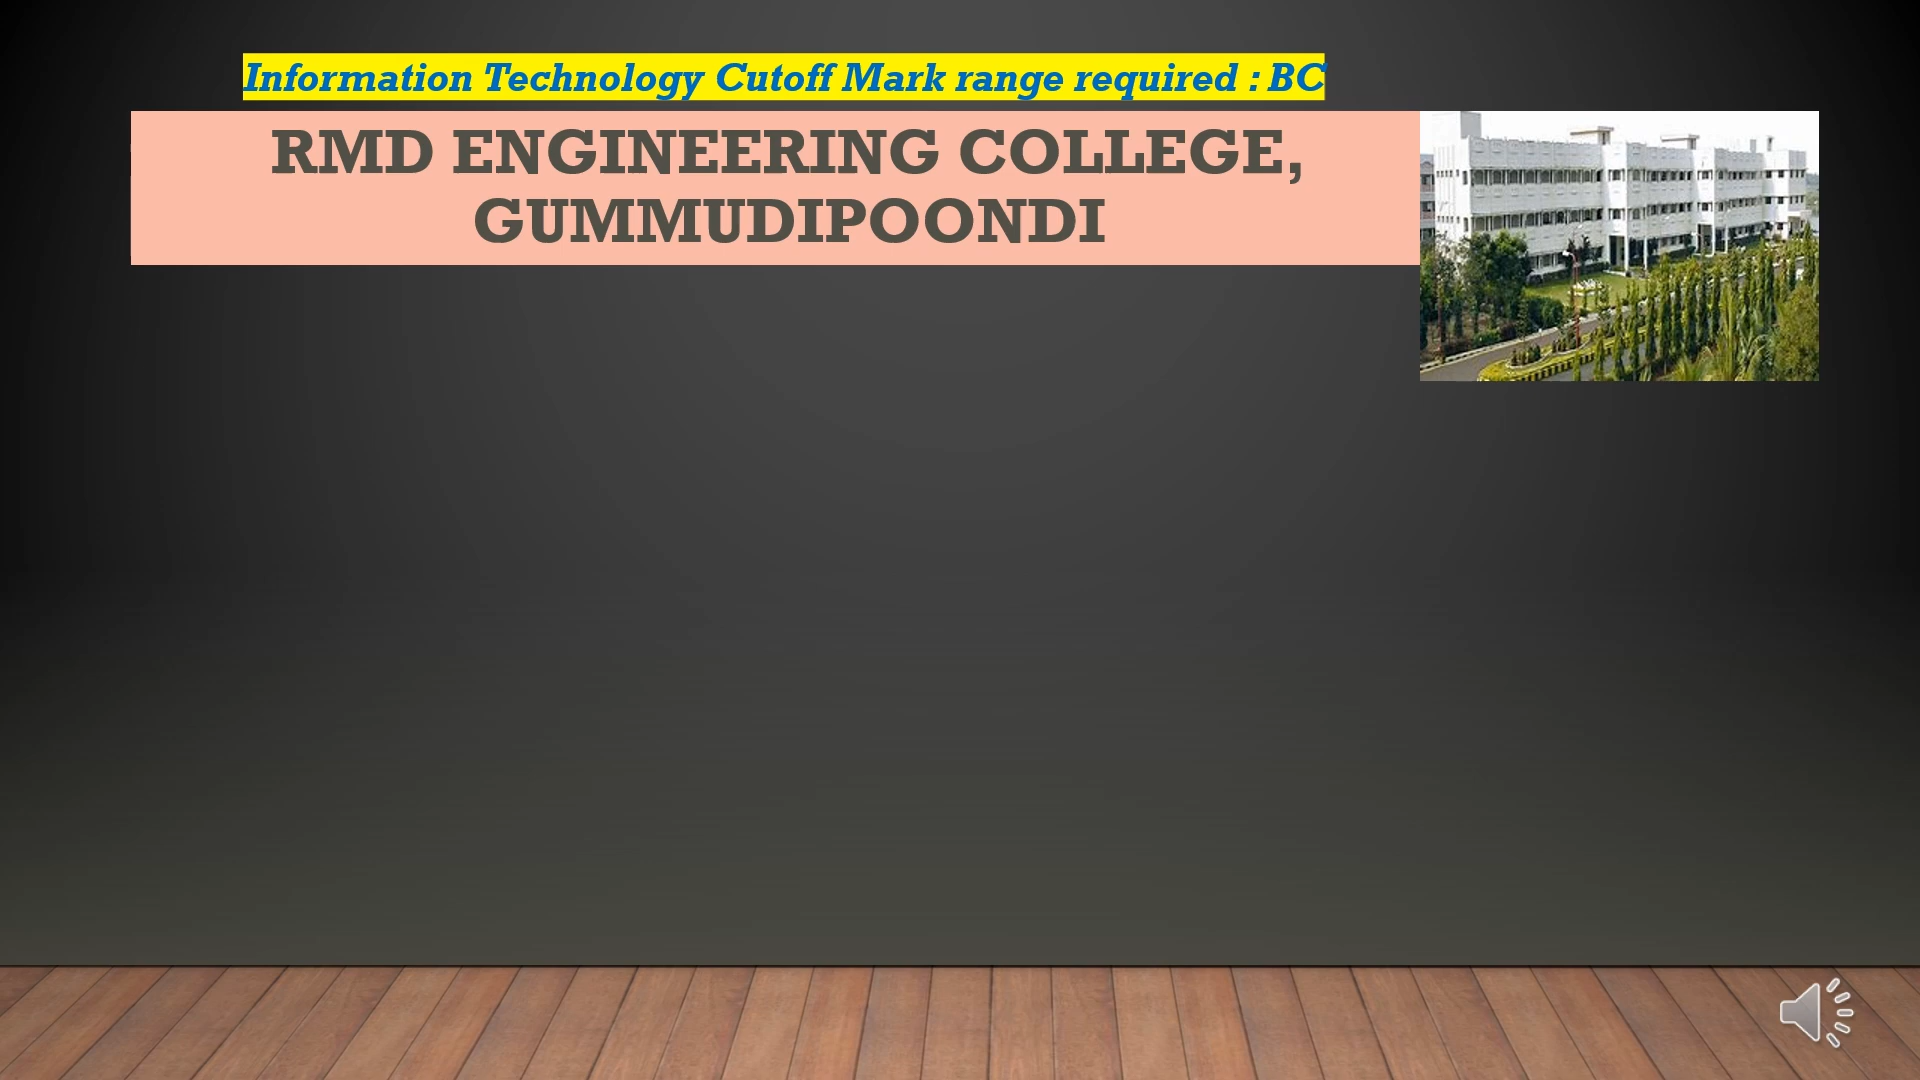 Information Technology Cutoff Mark range required : BC
RMD ENGINEERING COLLEGE,
GUMMUDIPOONDI